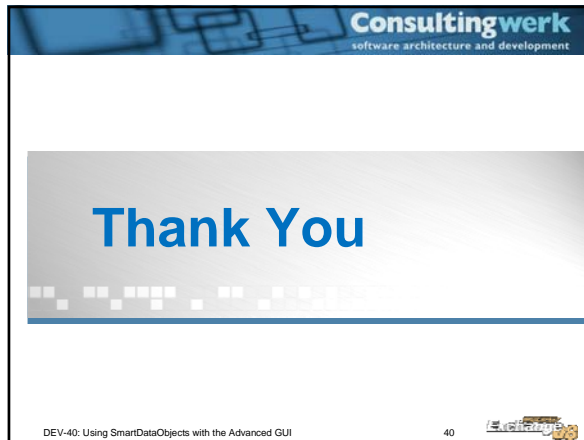 Consultingwerk
software architecture and development
Thank You
DEV-40: Using SmartDataObjects with the Advanced GUI
40
Exchange